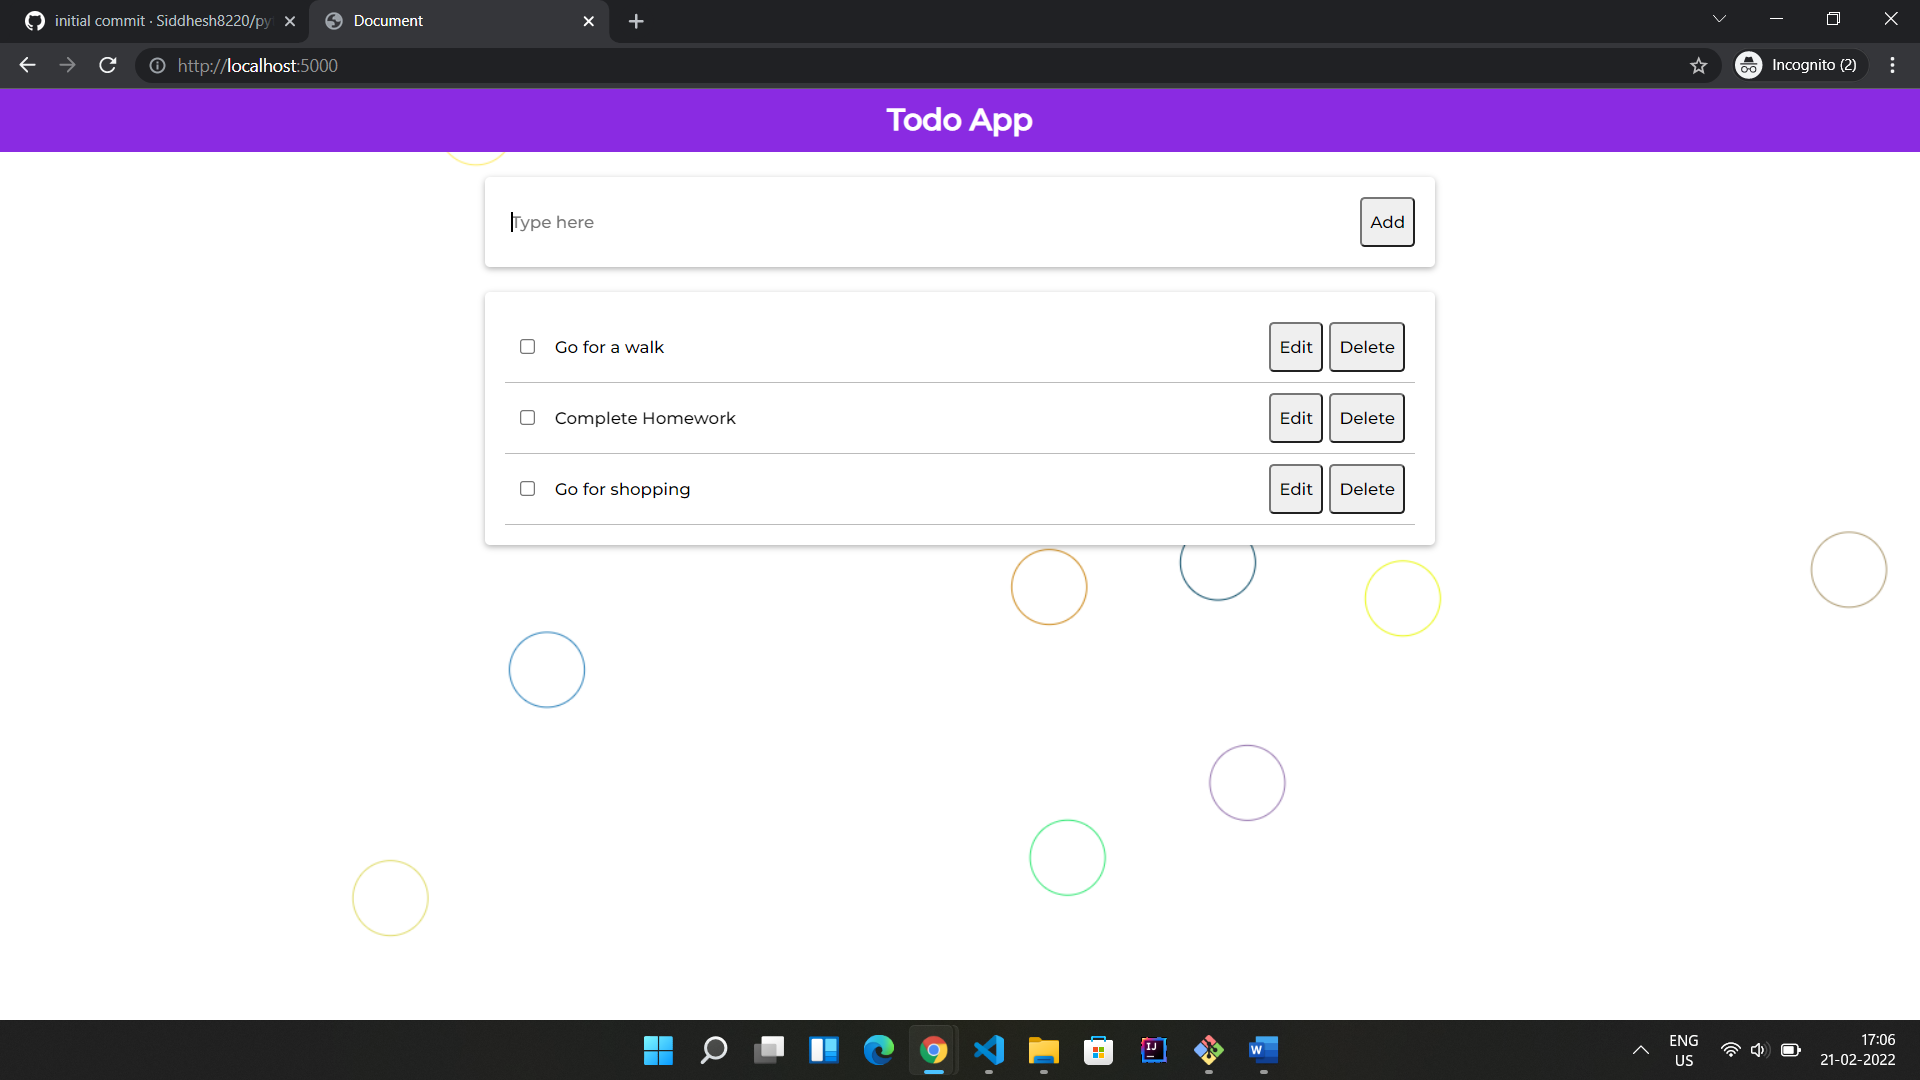 initial commit · Siddhesh8220/py
Document
http://localhost:5000
Incognito (2)
Todo App
Type here
Add
Go for a walk
Edit
Delete
Complete Homework
Edit
Delete
Go for shopping
Edit
Delete
ENG
US
17:06
21-02-2022